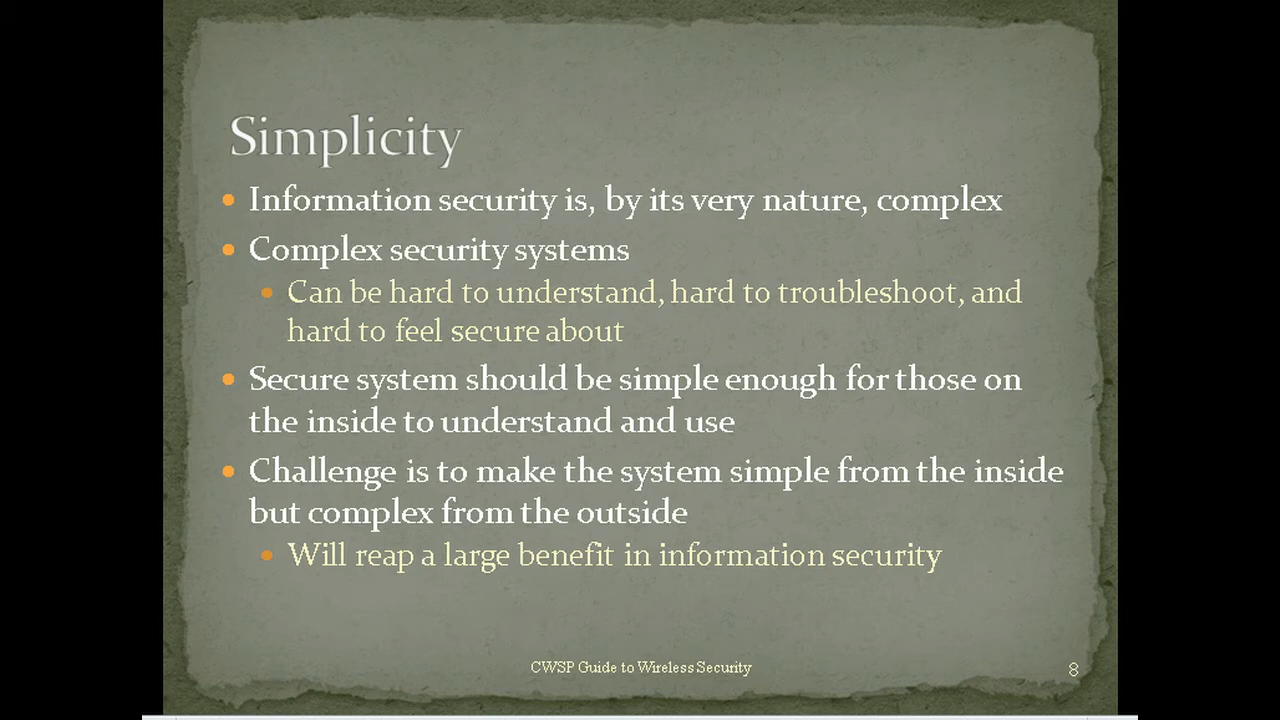 Simplicity
• Information security is, by its very nature, complex
• Complex security systems
• Can be hard to understand, hard to troubleshoot, and
hard to feel secure about
• Secure system should be simple enough for those on
the inside to understand and use
• Challenge is to make the system simple from the inside
but complex from the outside
• Will reap a large benefit in information security
CWSP Guide to Wireless Security
8